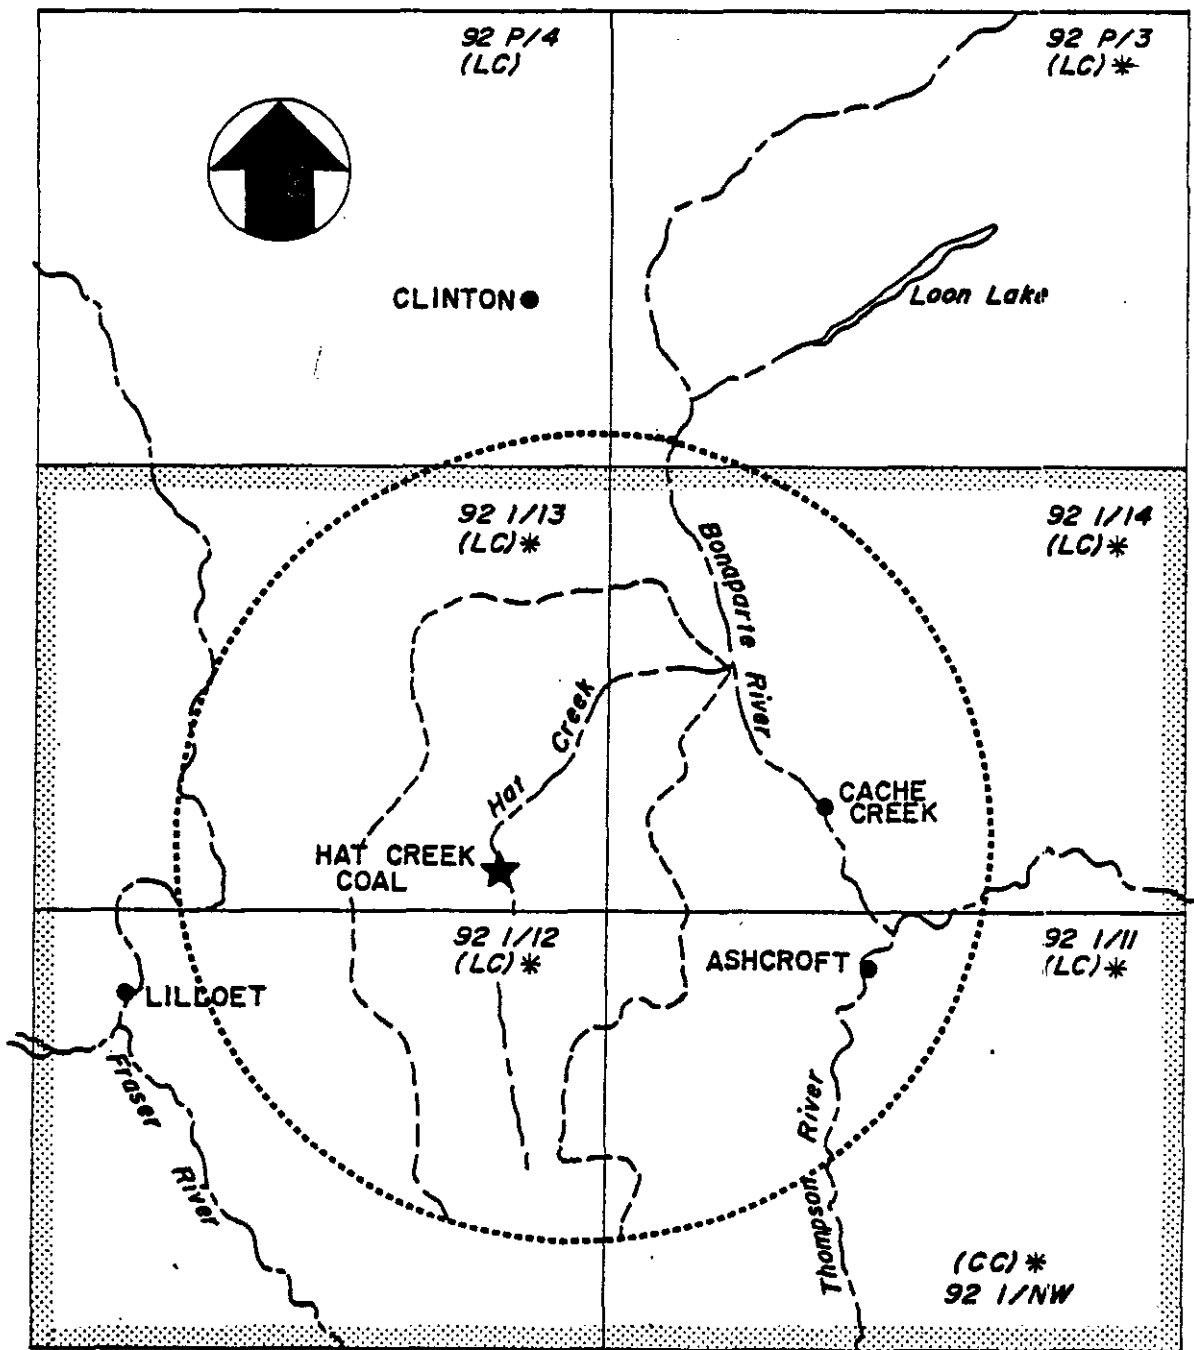 92 P/4
(LC)
92 P/3
(LC) *
CLINTON
Loon Lake
92 I/13
(LC) *
92 I/14
(LC) *
Bonaparte River
Hat Creek
CACHE
CREEK
HAT CREEK
COAL
92 I/12
(LC) *
92 I/11
(LC) *
ASHCROFT
LILLOET
Fraser River
Thompson River
(CC) *
92 I/NW